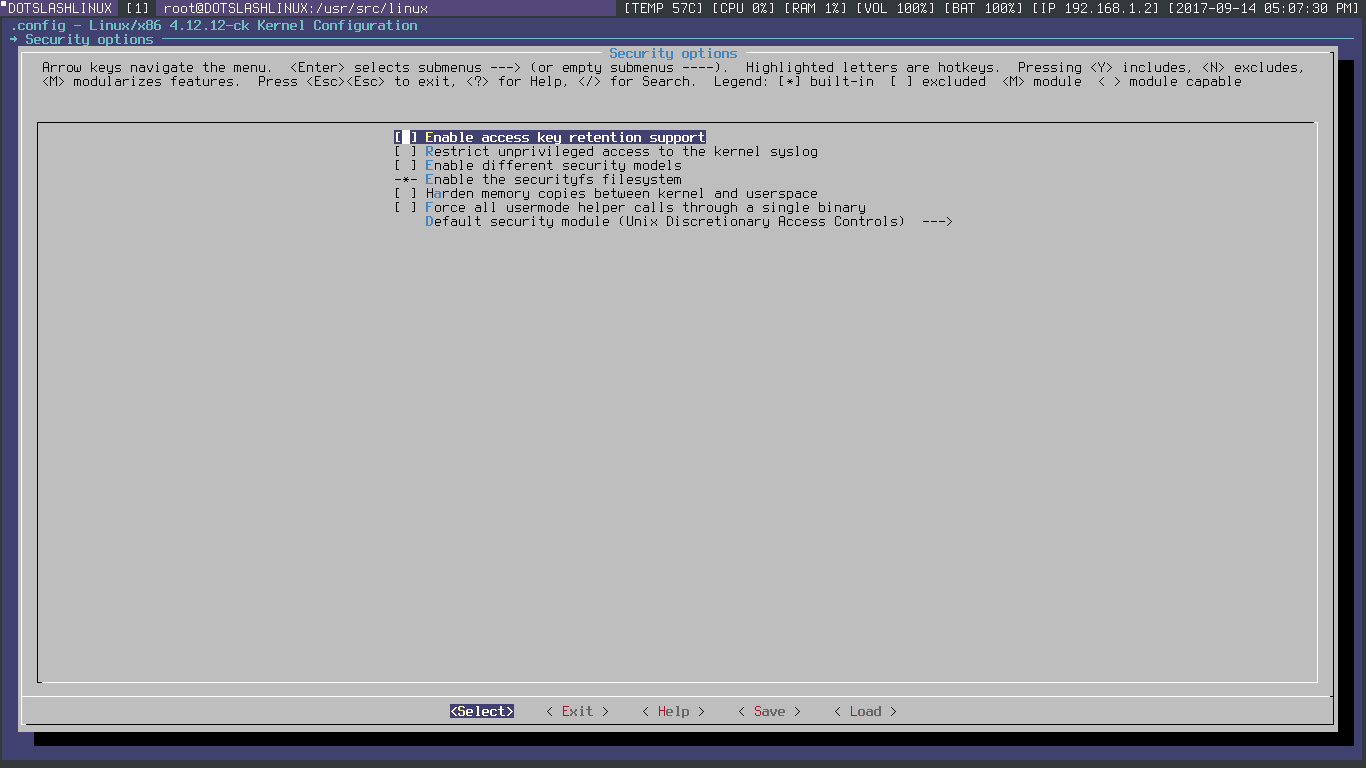 DOTSLASHLINUX [1] root@DOTSLASHLINUX:/usr/src/linux [TEMP 57C] [CPU 0%] [RAM 1%] [VOL 100%] [BAT 100%] [IP 192.168.1.2] [2017-09-14 05:07:30 PM]
.config - Linux/x86 4.12.12-ck Kernel Configuration
→ Security options
Security options
Arrow keys navigate the menu.  <Enter> selects submenus ---> (or empty submenus ----).  Highlighted letters are hotkeys.  Pressing <Y> includes, <N> excludes,
<M> modularizes features.  Press <Esc><Esc> to exit, <?> for Help, </> for Search.  Legend: [*] built-in  [ ] excluded  <M> module  < > module capable
[ ] Enable access key retention support
[ ] Restrict unprivileged access to the kernel syslog
[ ] Enable different security models
-*- Enable the securityfs filesystem
[ ] Harden memory copies between kernel and userspace
[ ] Force all usermode helper calls through a single binary
Default security module (Unix Discretionary Access Controls)  --->
<Select>    < Exit >    < Help >    < Save >    < Load >